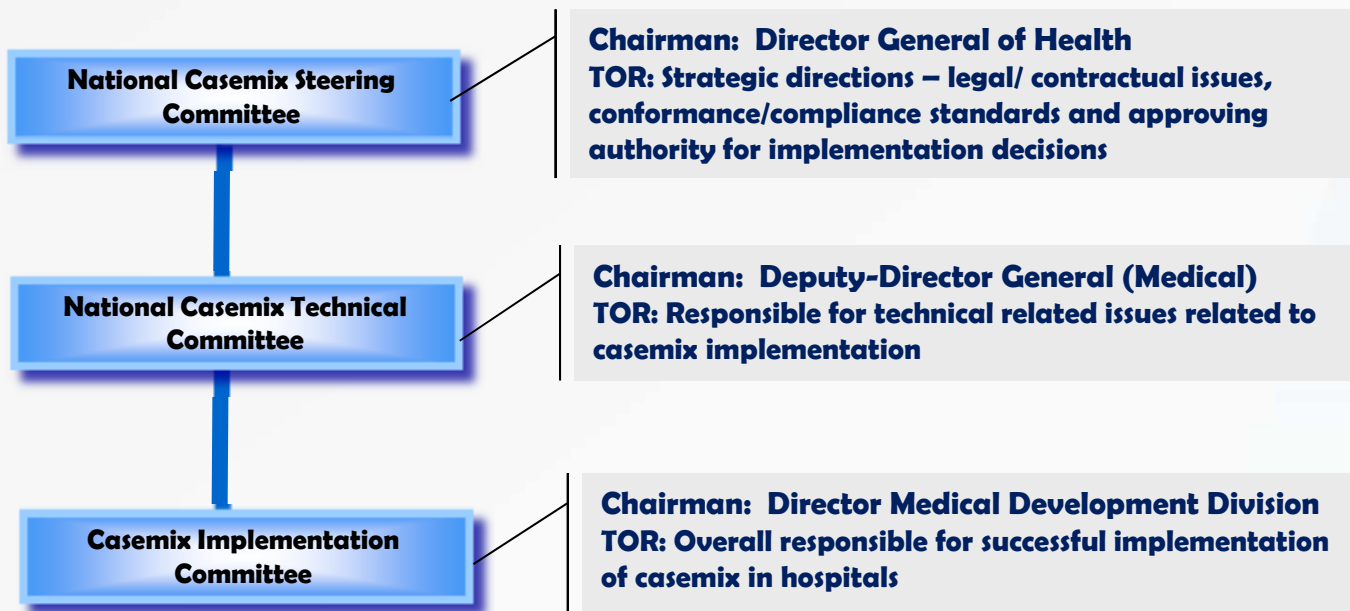 National Casemix Steering
Committee
Chairman: Director General of Health
TOR: Strategic directions – legal/ contractual issues,
conformance/compliance standards and approving
authority for implementation decisions
National Casemix Technical
Committee
Chairman: Deputy-Director General (Medical)
TOR: Responsible for technical related issues related to
casemix implementation
Casemix Implementation
Committee
Chairman: Director Medical Development Division
TOR: Overall responsible for successful implementation
of casemix in hospitals